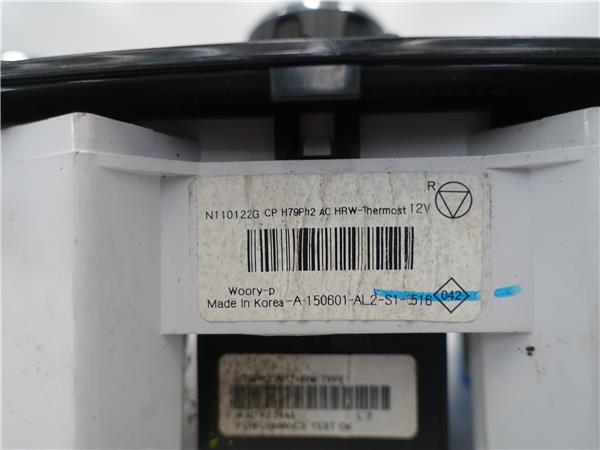 R
N110122G CP H79Ph2 AC HRW-Thermost 12V
Woory-p
Made In Korea -A-150601-AL2-S1- 516 042
L 2
PERFORMANCE TEST OK